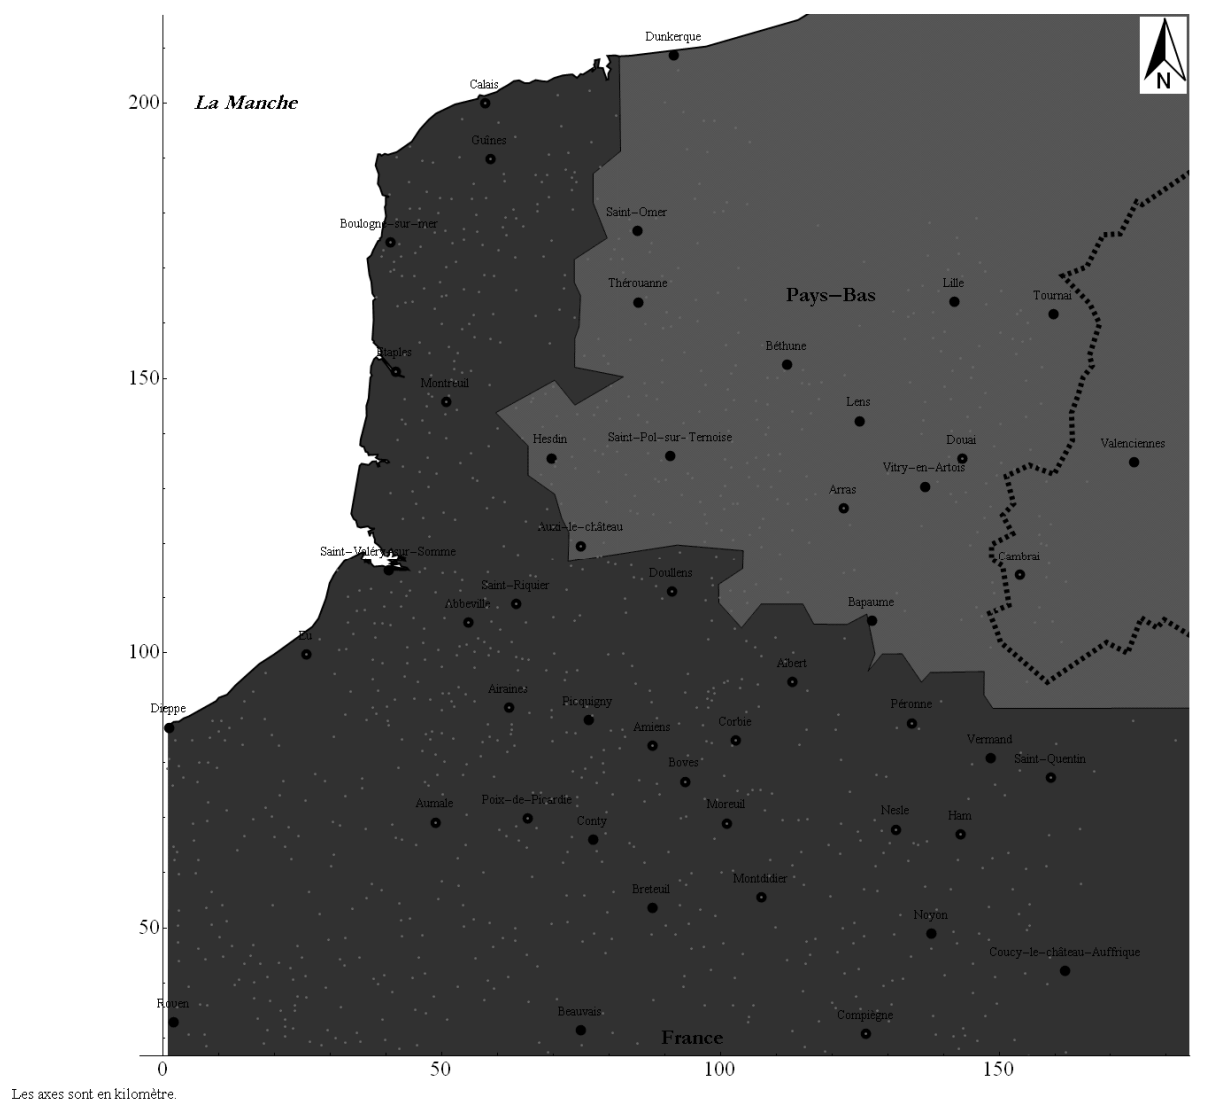 N
Dunkerque
Calais
200
La Manche
Guînes
Saint-Omer
Boulogne-sur-mer
Thérouanne
Lille
Pays-Bas
Tournai
Béthune
Étaples
150
Montreuil
Lens
Hesdin
Saint-Pol-sur-Ternoise
Douai
Valenciennes
Vitry-en-Artois
Arras
Auxi-le-château
Saint-Valéry-sur-Somme
Cambrai
Doullens
Saint-Riquier
Abbeville
Bapaume
Eu
100
Albert
Airaines
Picquigny
Péronne
Dieppe
Corbie
Amiens
Vermand
Saint-Quentin
Boves
Poix-de-Picardie
Aumale
Moreuil
Nesle
Ham
Conty
Montdidier
Breteuil
50
Noyon
Coucy-le-château-Auffrique
Rouen
Beauvais
Compiègne
France
0
50
100
150
Les axes sont en kilomètre.